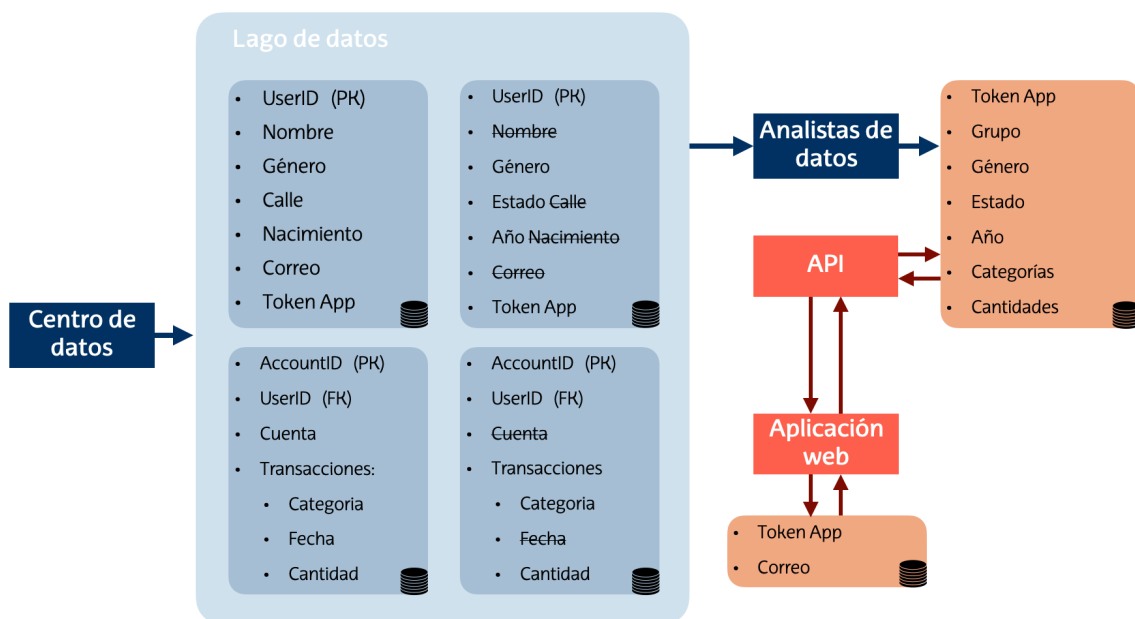 Lago de datos
UserID (PK)
Nombre
Género
Calle
Nacimiento
Correo
Token App
UserID (PK)
Nombre
Género
Estado Calle
Año Nacimiento
Correo
Token App
Centro de
datos
AccountID (PK)
UserID (FK)
Cuenta
Transacciones:
Categoria
Fecha
Cantidad
AccountID (PK)
UserID (FK)
Cuenta
Transacciones
Categoria
Fecha
Cantidad
Analistas de
datos
Token App
Grupo
Género
Estado
Año
Categorías
Cantidades
API
Aplicación
web
Token App
Correo